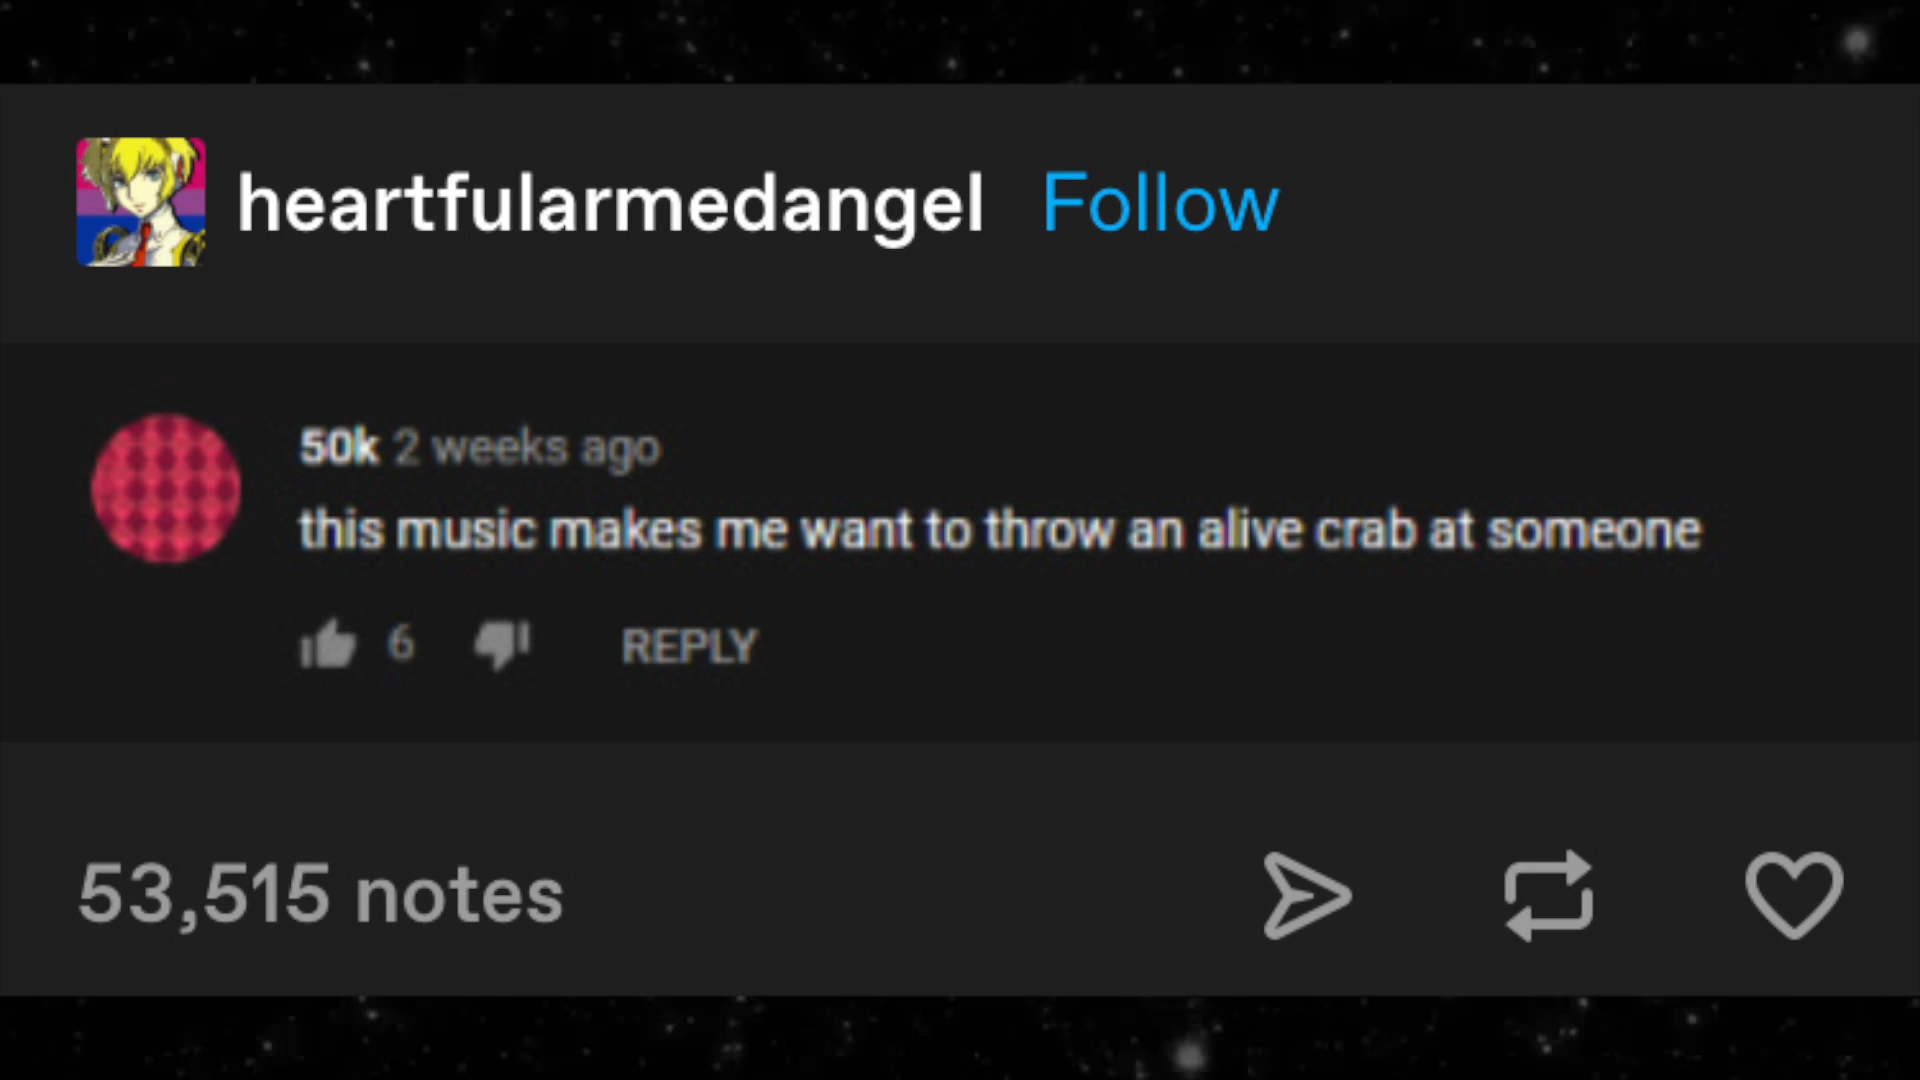 heartfularmedangel Follow
50k 2 weeks ago
this music makes me want to throw an alive crab at someone
6 REPLY
53,515 notes